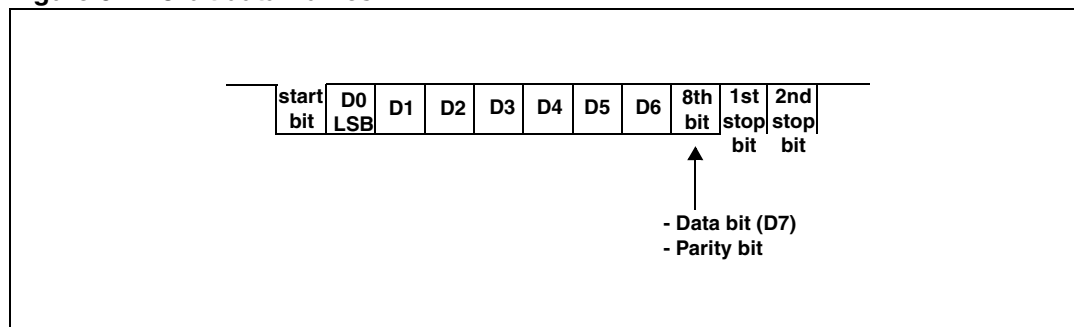 start D0 D1 D2 D3 D4 D5 D6 8th 1st 2nd
bit LSB bit stop stop
bit bit
- Data bit (D7)
- Parity bit